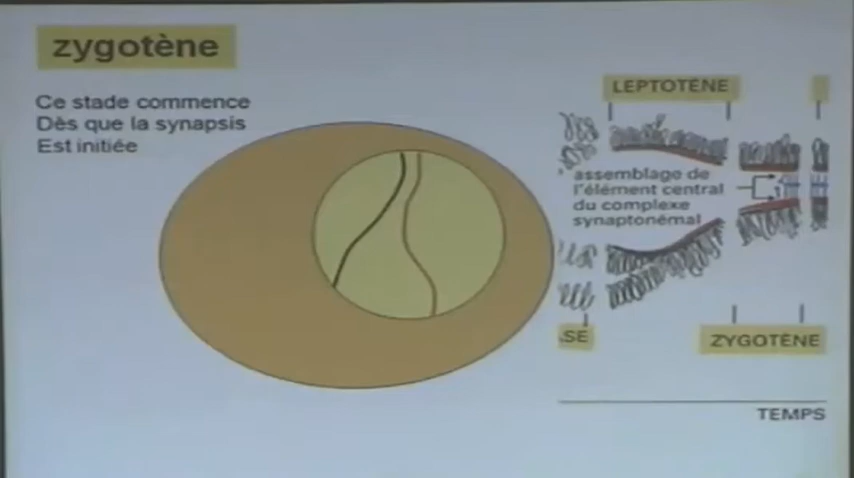 zygotène
Ce stade commence
Dès que la synapsis
Est initiée
LEPTOTÈNE
assemblage de
l'élément central
du complexe
synaptonémal
SE
ZYGOTÈNE
TEMPS